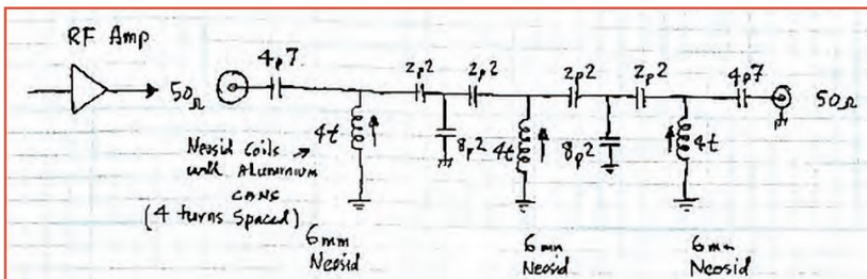 RF Amp
50Ω
4p7
2p2
2p2
2p2
2p2
4p7
50Ω
4t
8p2
4t
8p2
4t
Neosid Coils
with Aluminium
cans
(4 turns Spaced)
6mm
Neosid
6mm
Neosid
6mm
Neosid